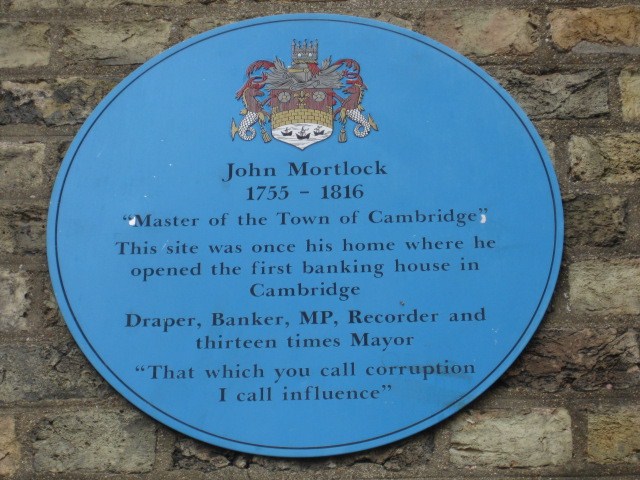 John Mortlock
1755 - 1816
"Master of the Town of Cambridge"
This site was once his home where he
opened the first banking house in
Cambridge
Draper, Banker, MP, Recorder and
thirteen times Mayor
"That which you call corruption
I call influence"